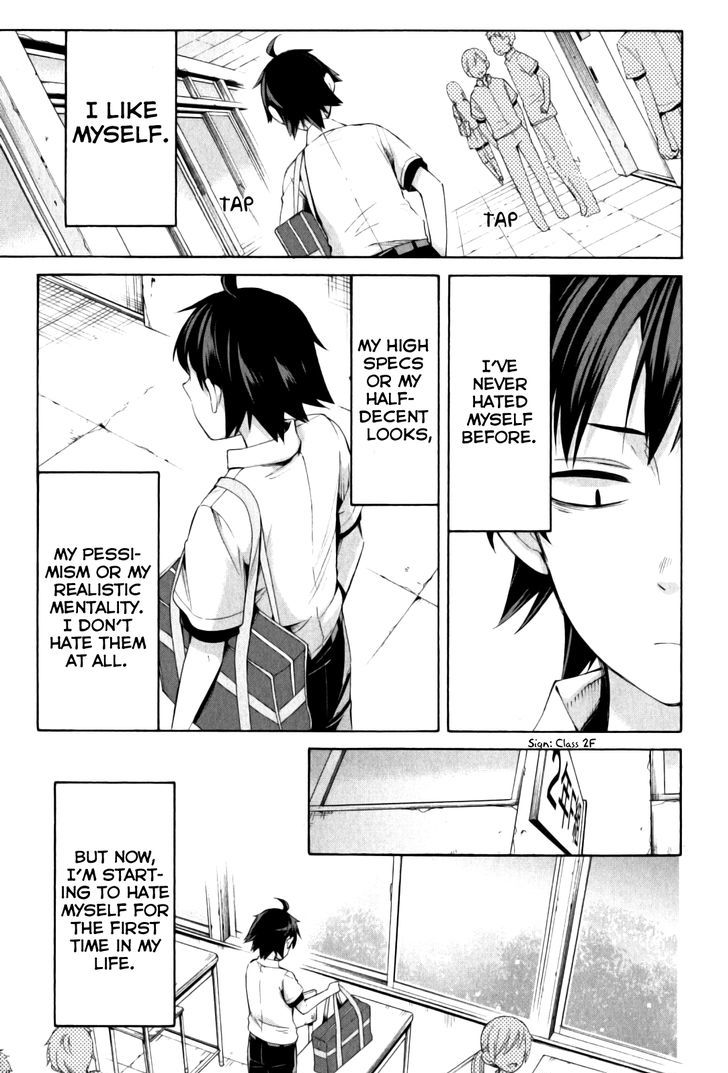 I LIKE
MYSELF.
TAP
TAP
I'VE
NEVER
HATED
MYSELF
BEFORE.
MY HIGH
SPECS
OR MY
HALF-
DECENT
LOOKS,
MY PESSI-
MISM OR MY
REALISTIC
MENTALITY.
I DON'T
HATE THEM
AT ALL.
Sign: Class 2F
BUT NOW,
I'M START-
ING TO HATE
MYSELF FOR
THE FIRST
TIME IN MY
LIFE.